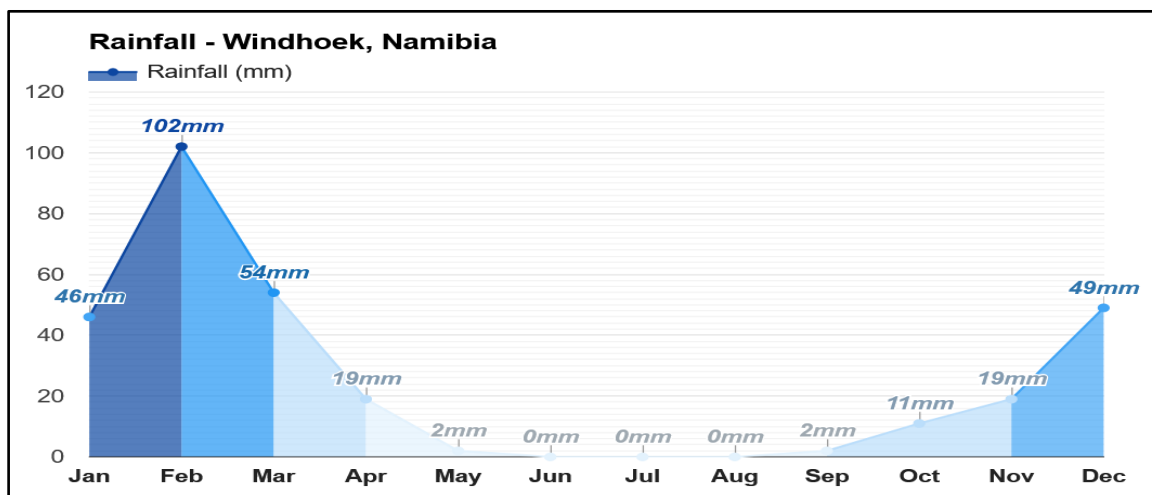 Rainfall - Windhoek, Namibia
Rainfall (mm)
120
102mm
100
80
60
54mm
46mm
49mm
40
19mm
19mm
20
11mm
2mm
0mm
0mm
0mm
2mm
0
Jan Feb Mar Apr May Jun Jul Aug Sep Oct Nov Dec